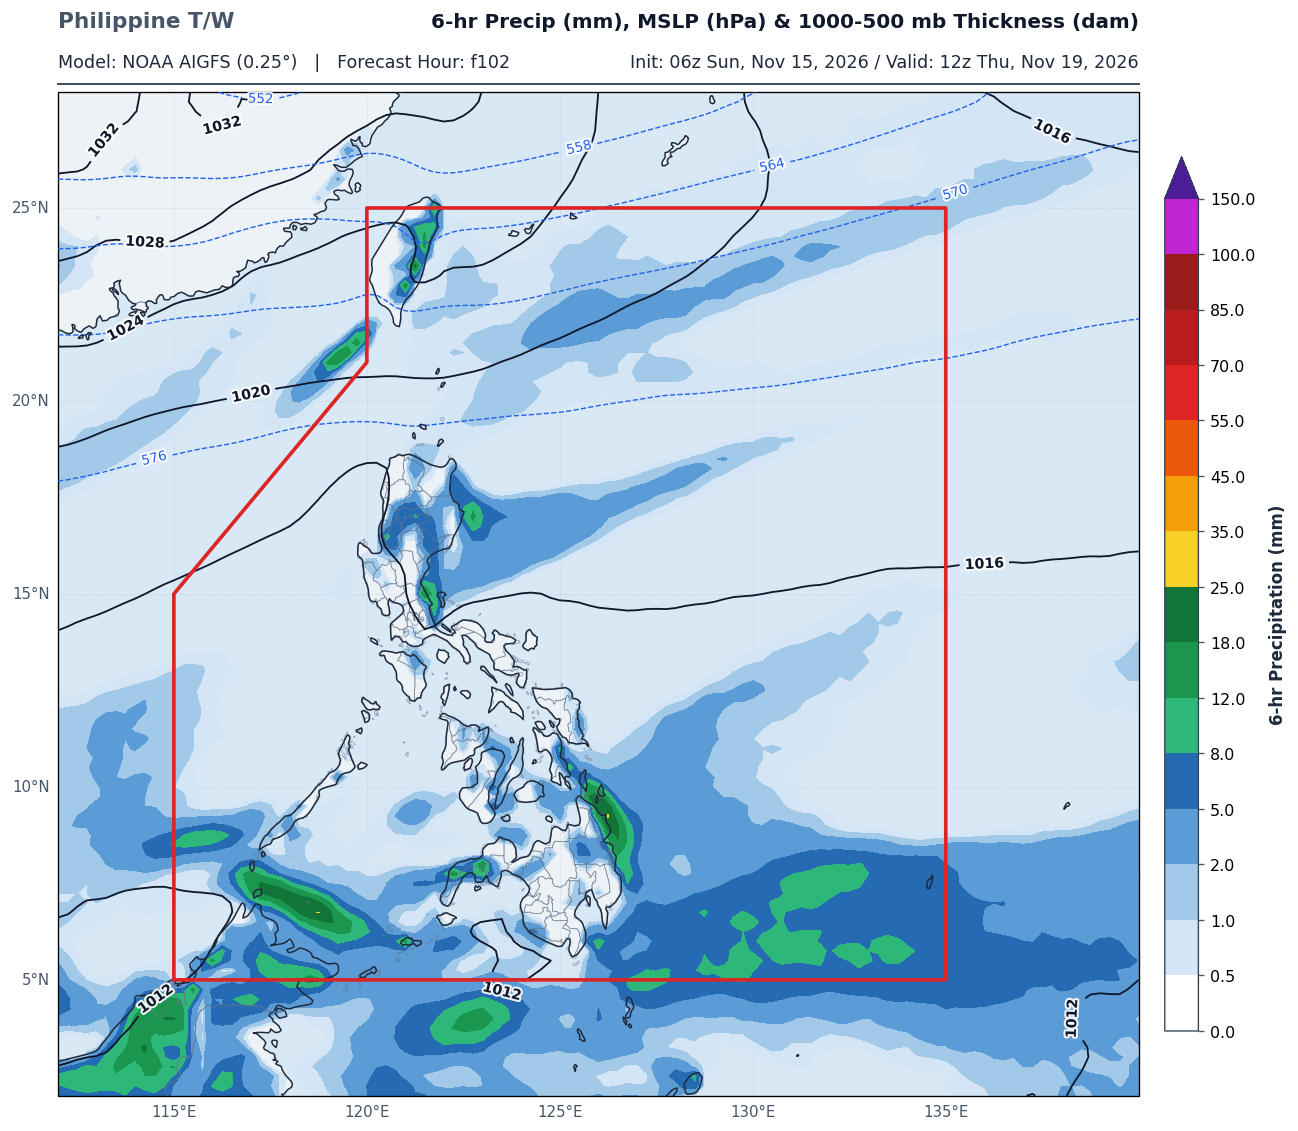 Philippine T/W
6-hr Precip (mm), MSLP (hPa) & 1000-500 mb Thickness (dam)
Model: NOAA AIGFS (0.25°) | Forecast Hour: f102
Init: 06z Sun, Nov 15, 2026 / Valid: 12z Thu, Nov 19, 2026
552
1032
1032
1016
558
564
570
1028
1024
1020
576
1016
1012
1012
1012
25°N
20°N
15°N
10°N
5°N
115°E
120°E
125°E
130°E
135°E
150.0
100.0
85.0
70.0
55.0
45.0
35.0
25.0
18.0
12.0
8.0
5.0
2.0
1.0
0.5
0.0
6-hr Precipitation (mm)